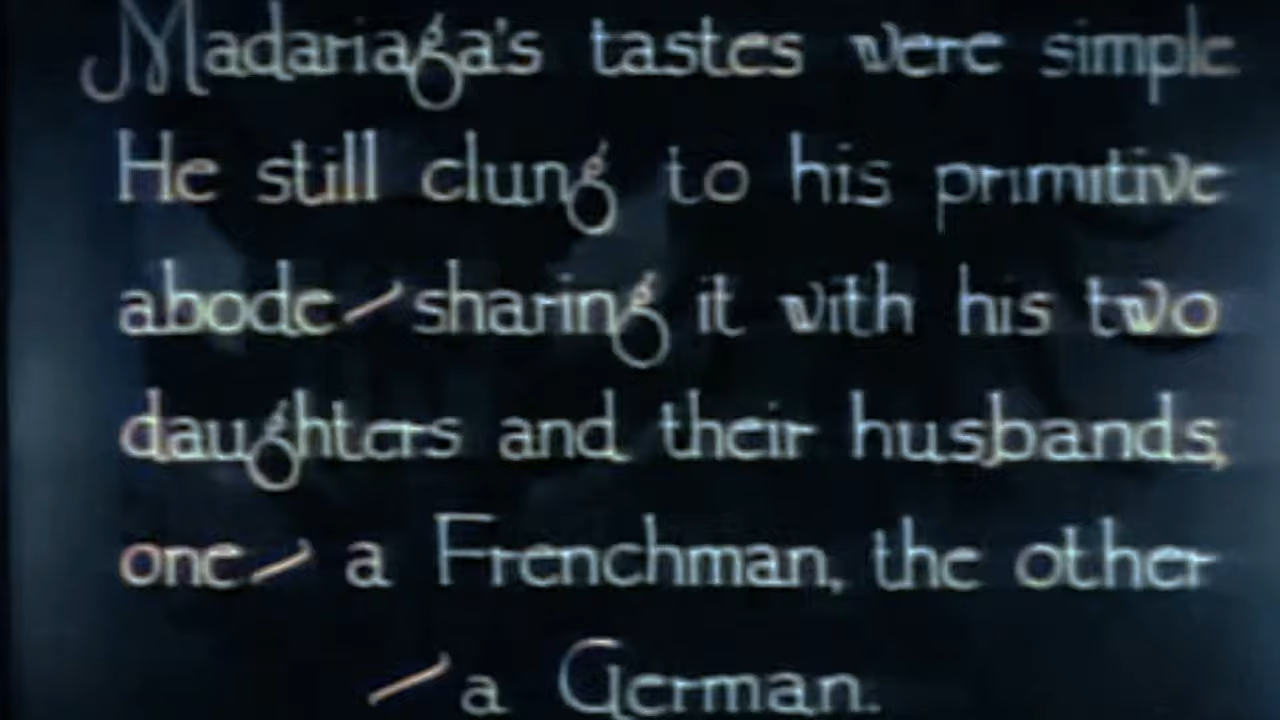 Madariaga's tastes were simple
He still clung to his primitive
abode - sharing it with his two
daughters and their husbands,
one - a Frenchman, the other
- a German.